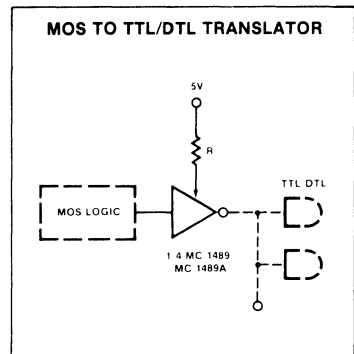 MOS TO TTL/DTL TRANSLATOR
5V
R
TTL DTL
MOS LOGIC
1 4 MC 1489
MC 1489A